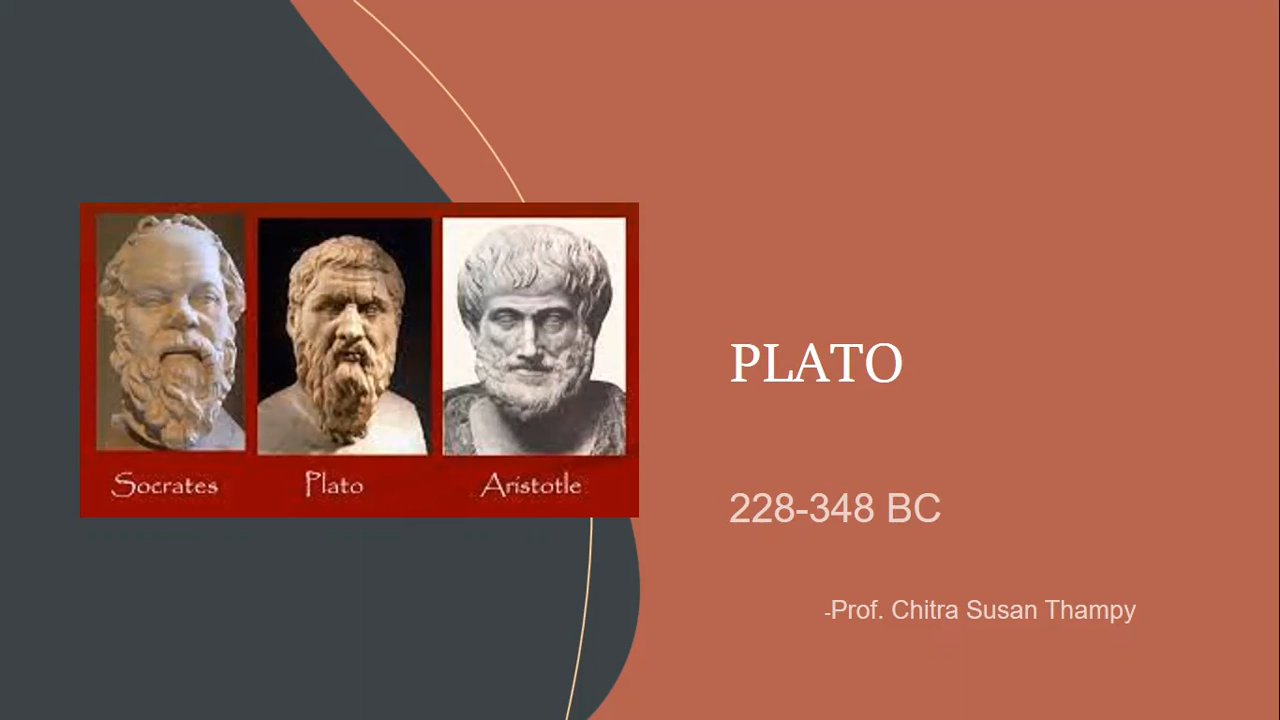 Socrates Plato Aristotle
PLATO
228-348 BC
-Prof. Chitra Susan Thampy